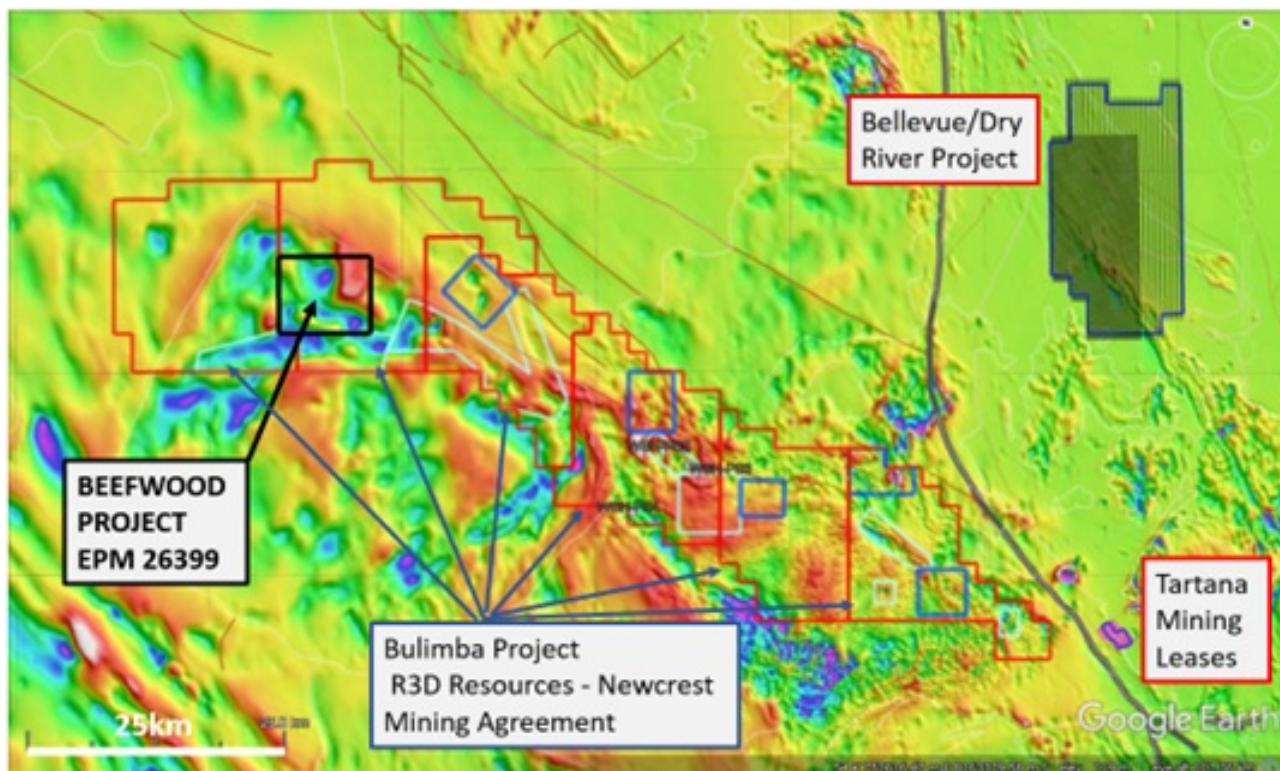 Bellevue/Dry
River Project
BEEFWOOD
PROJECT
EPM 26399
Bulimba Project
R3D Resources - Newcrest
Mining Agreement
Tartana
Mining
Leases
25km
Google Earth